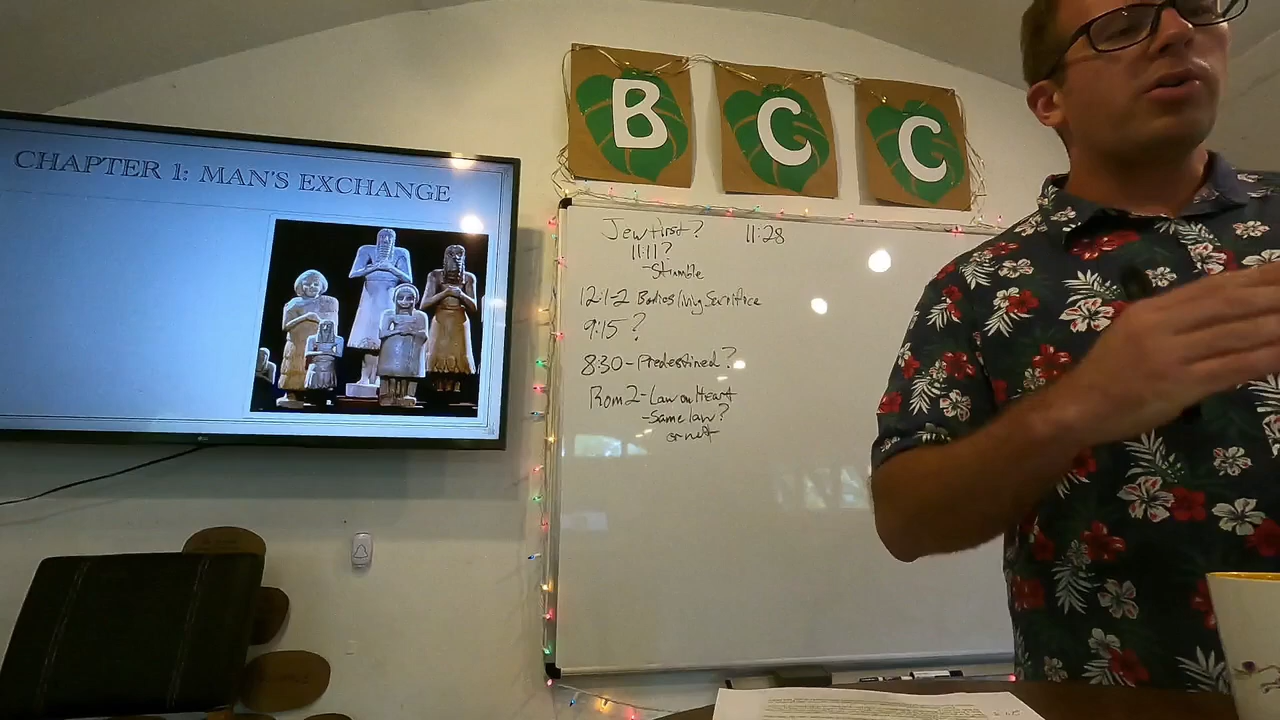 CHAPTER 1: MAN'S EXCHANGE
B C C
Jew first? 11:28
11:11?
-Stumble
12:1-2 Bodies/My Sacrifice
9:15?
8:30-Predestined?
Rom 2-Law on Heart
-Same law?
or not